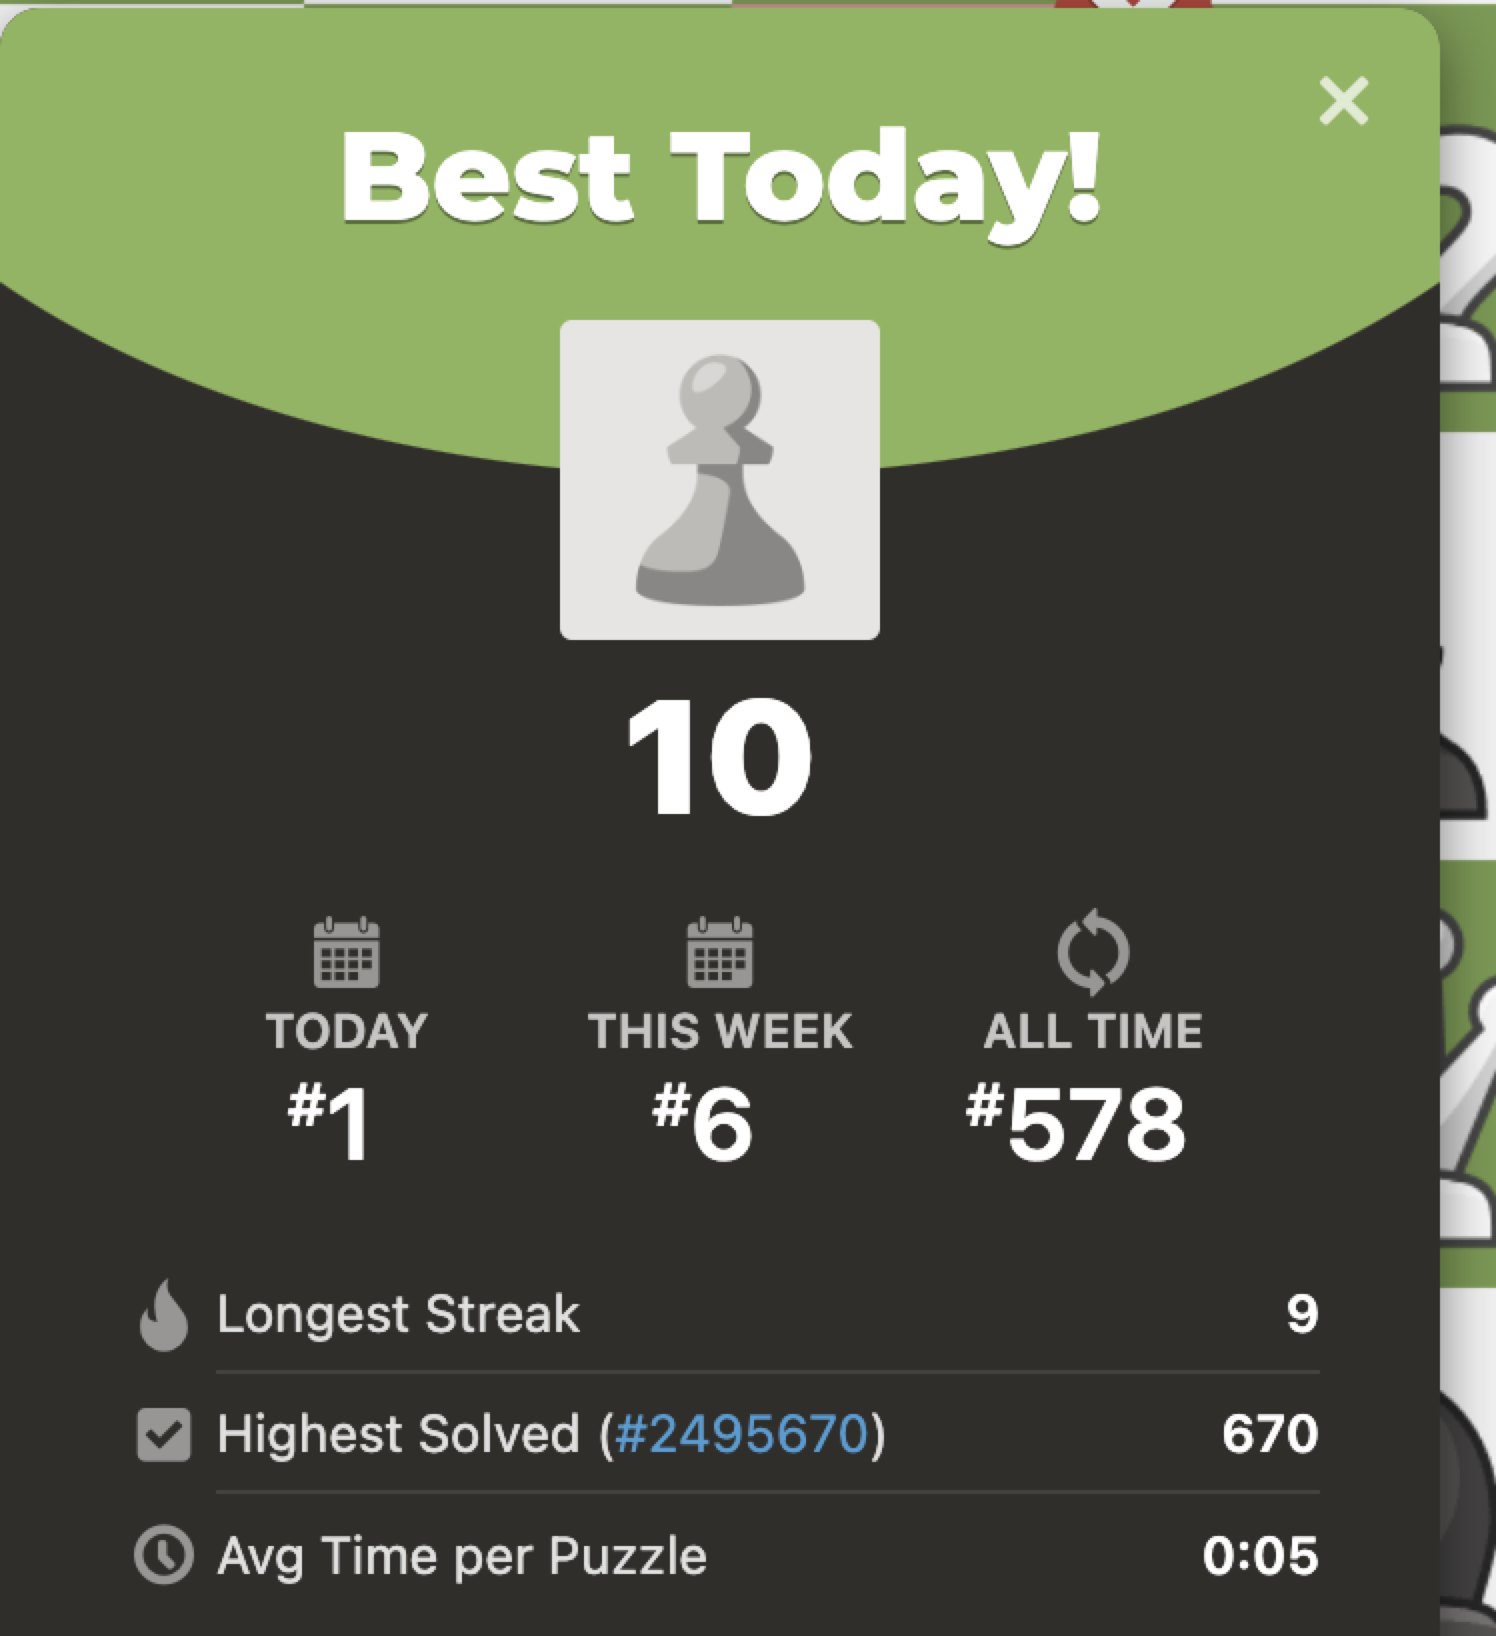 Best Today!
10
TODAY
THIS WEEK
ALL TIME
#1
#6
#578
Longest Streak 9
Highest Solved (#2495670) 670
Avg Time per Puzzle 0:05